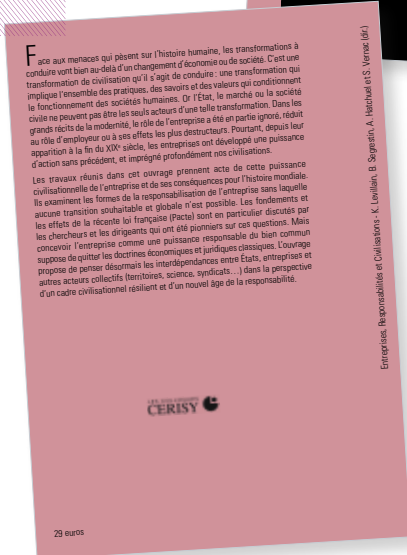 Face aux menaces qui pèsent sur l'histoire humaine, les transformations à
conduire vont bien au-delà d'un changement d'économie ou de société. C'est une
transformation de civilisation qu'il s'agit de conduire : une transformation qui
implique l'ensemble des pratiques, des savoirs et des valeurs qui conditionnent
le fonctionnement des sociétés humaines. Or l'État, le marché ou la société
civile ne peuvent pas être les seuls acteurs d'une telle transformation. Dans les
grands récits de la modernité, le rôle de l'entreprise a été en partie ignoré, réduit
au rôle d'employeur ou à ses effets les plus destructeurs. Pourtant, depuis leur
apparition à la fin du XIXe siècle, les entreprises ont développé une puissance
d'action sans précédent, et imprégné profondément nos civilisations.
Les travaux réunis dans cet ouvrage prennent acte de cette puissance
civilisationnelle de l'entreprise et de ses conséquences pour l'histoire mondiale.
Ils examinent les formes de la responsabilisation de l'entreprise sans laquelle
aucune transition souhaitable et globale n'est possible. Les fondements et
les effets de la récente loi française (Pacte) sont en particulier discutés par
les chercheurs et les dirigeants qui ont été pionniers sur ces questions. Mais
concevoir l'entreprise comme une puissance responsable du bien commun
suppose de quitter les doctrines économiques et juridiques classiques. L'ouvrage
propose de penser désormais les interdépendances entre États, entreprises et
autres acteurs collectifs (territoires, science, syndicats…) dans la perspective
d'un cadre civilisationnel résilient et d'un nouvel âge de la responsabilité.
CERISY
29 euros
Entreprises, Responsabilités et Civilisations - K. Levillain, B. Segrestin, A. Hatchuel et S. Vernac (dir.)